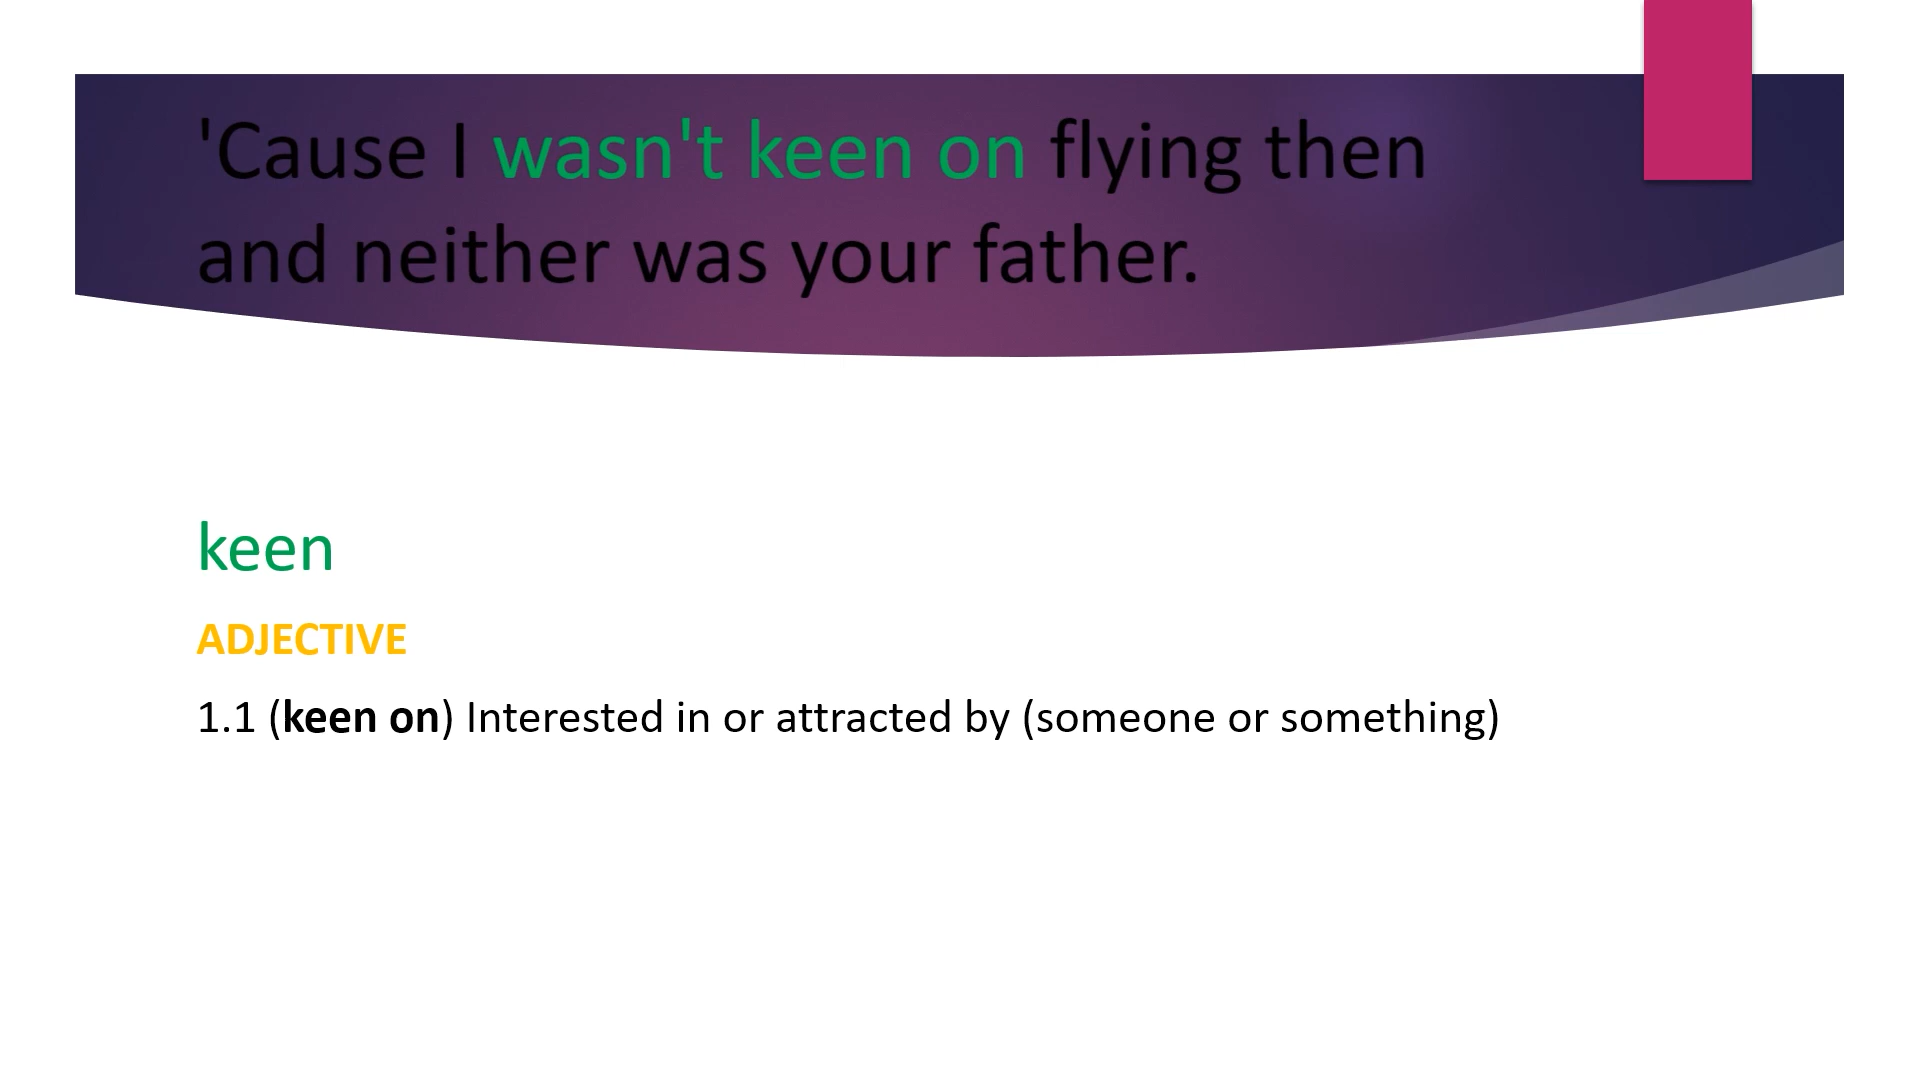 'Cause I wasn't keen on flying then
and neither was your father.
keen
ADJECTIVE
1.1 (keen on) Interested in or attracted by (someone or something)